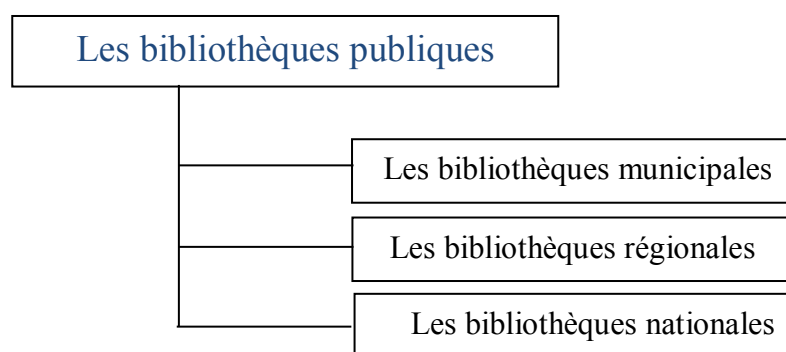 Les bibliothèques publiques
Les bibliothèques municipales
Les bibliothèques régionales
Les bibliothèques nationales